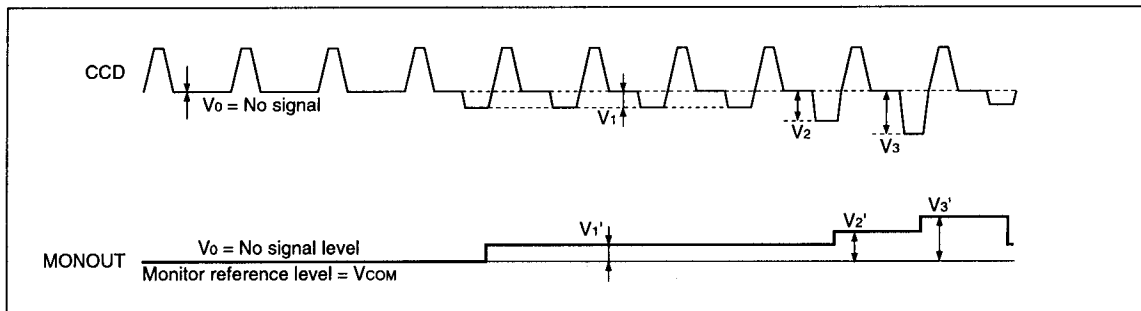 CCD
V0 = No signal
V1
V2
V3
V1'
V2'
V3'
V0 = No signal level
MONOUT
Monitor reference level = VCOM